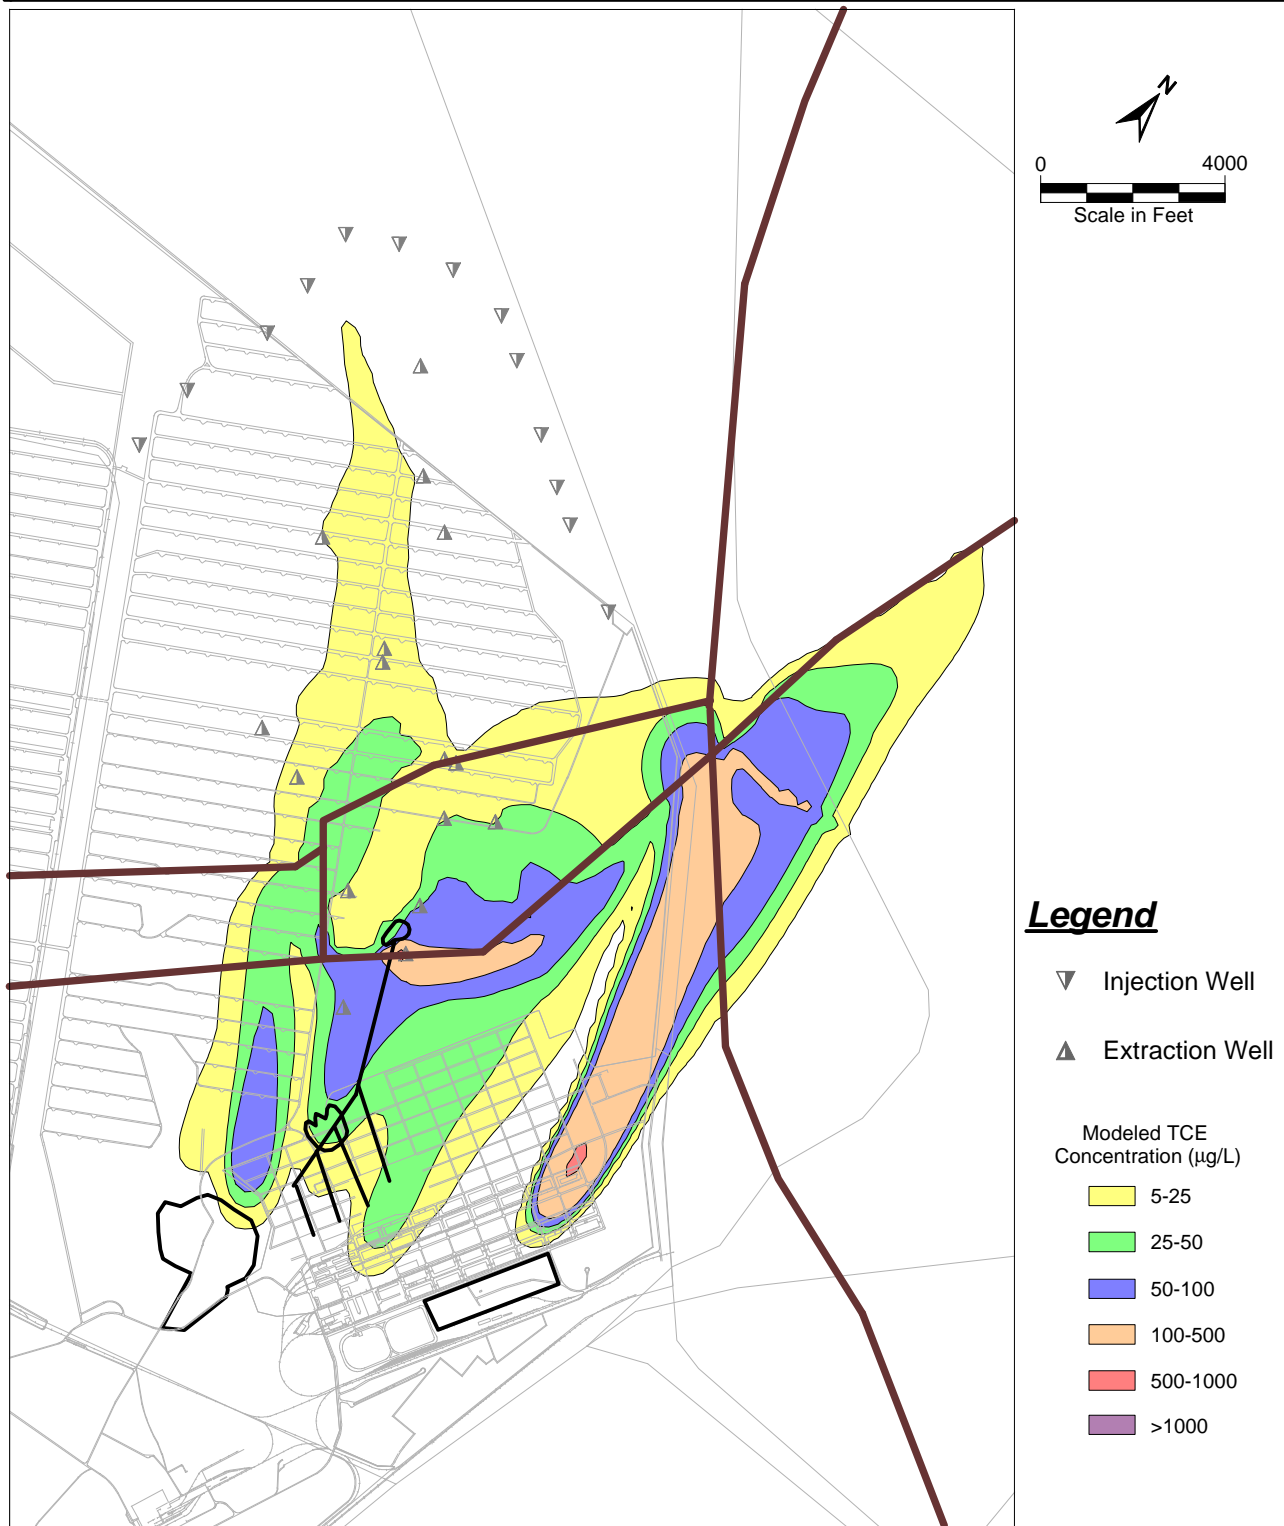 N
0 4000
Scale in Feet
Legend
Injection Well
Extraction Well
Modeled TCE
Concentration (µg/L)
5-25
25-50
50-100
100-500
500-1000
>1000